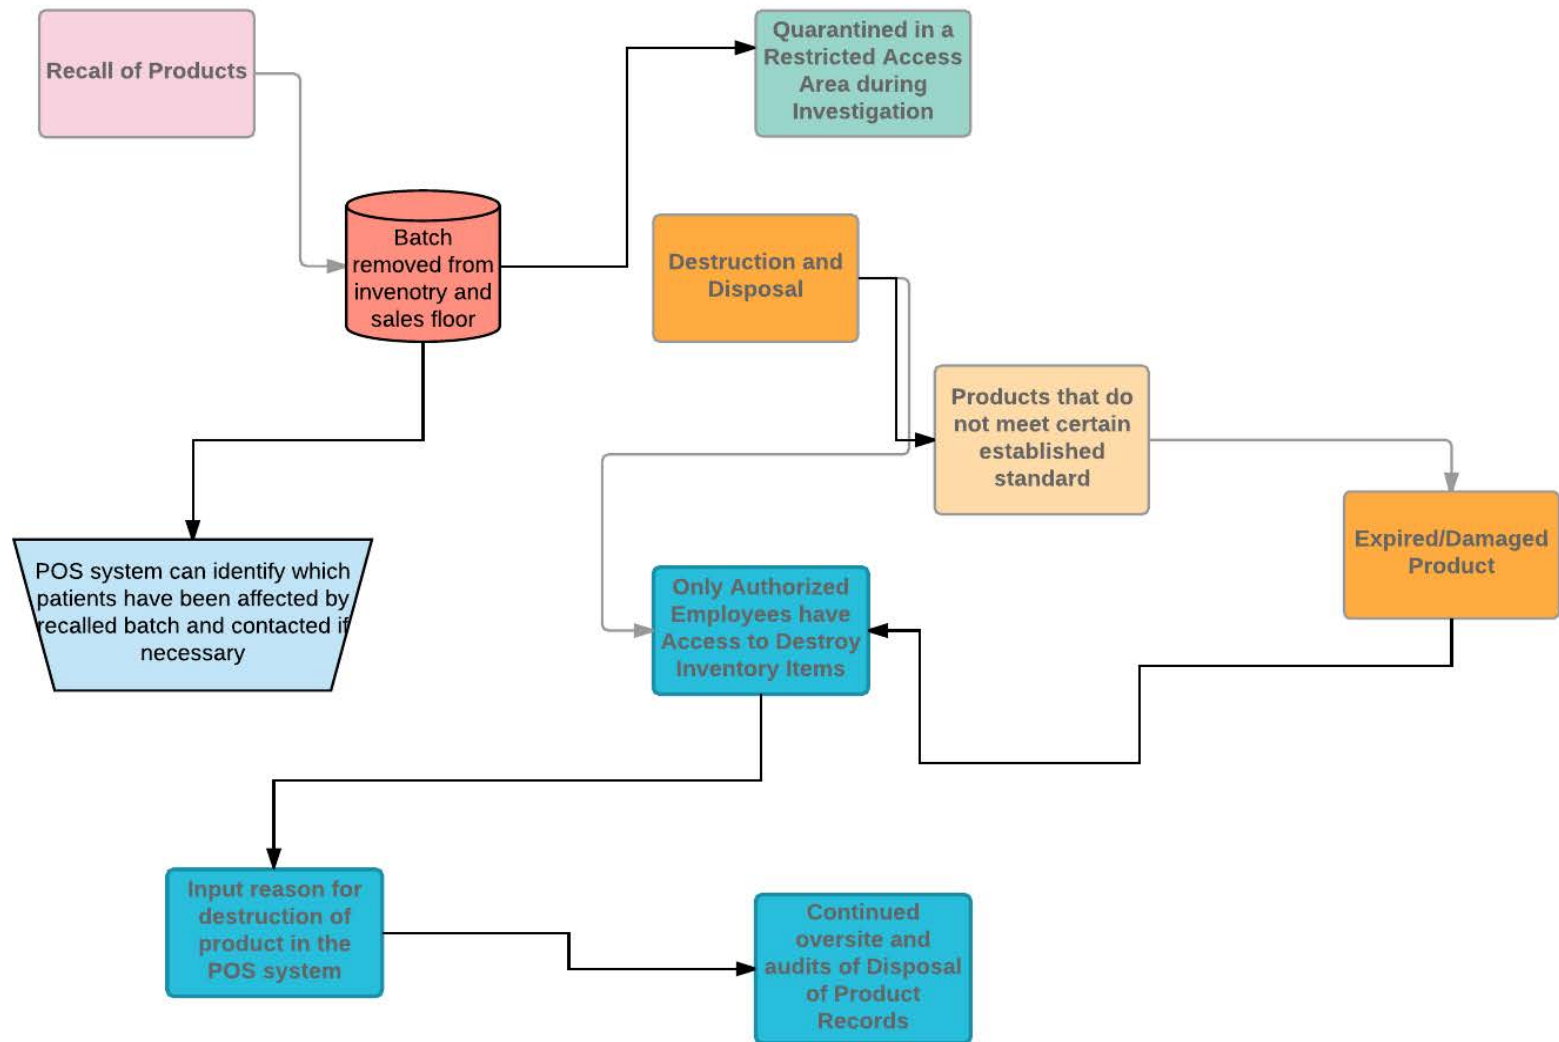 Recall of Products
Quarantined in a
Restricted Access
Area during
Investigation
Batch
removed from
invenotry and
sales floor
Destruction and
Disposal
Products that do
not meet certain
established
standard
Expired/Damaged
Product
POS system can identify which
patients have been affected by
recalled batch and contacted if
necessary
Only Authorized
Employees have
Access to Destroy
Inventory Items
Input reason for
destruction of
product in the
POS system
Continued
oversite and
audits of Disposal
of Product
Records